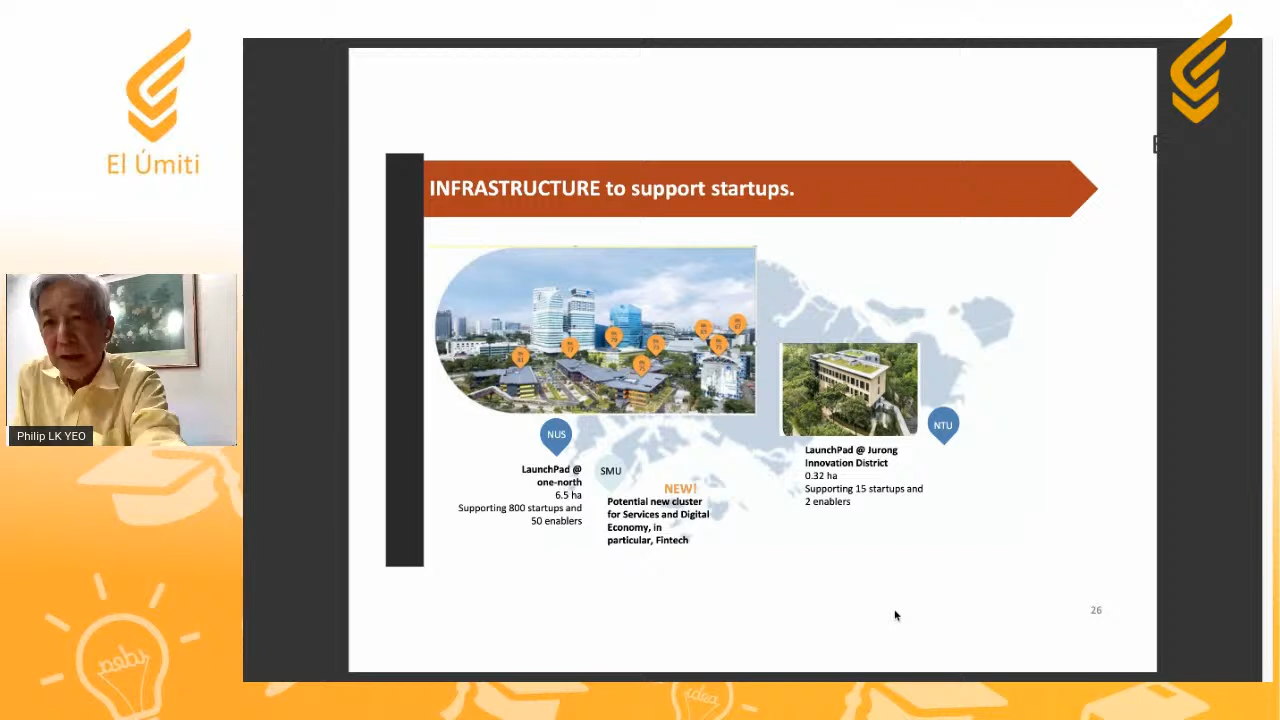 El Úmiti
Philip LK YEO
INFRASTRUCTURE to support startups.
NUS
LaunchPad @
one-north
6.5 ha
Supporting 800 startups and
50 enablers
SMU
NEW!
Potential new cluster
for Services and Digital
Economy, in
particular, Fintech
NTU
LaunchPad @ Jurong
Innovation District
0.32 ha
Supporting 15 startups and
2 enablers
26
idea
idea